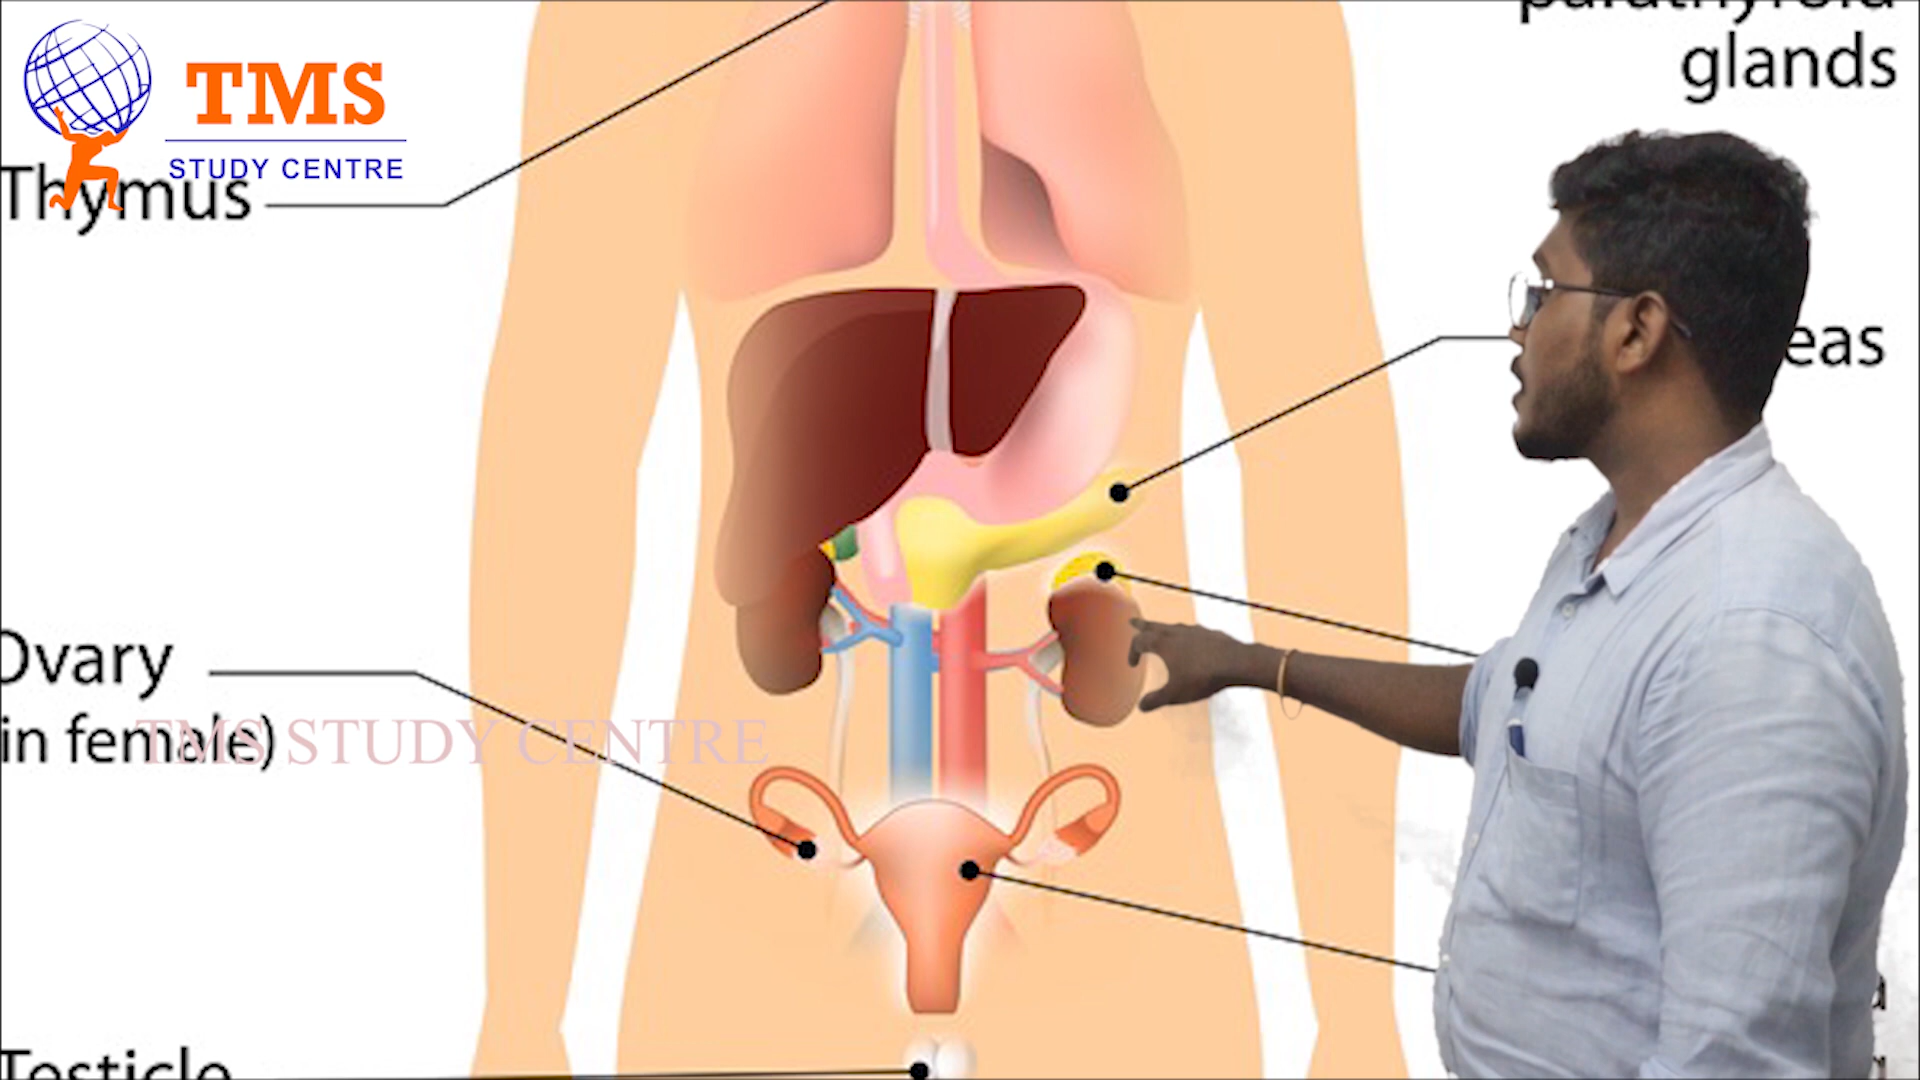 TMS
STUDY CENTRE
glands
Thymus
eas
Ovary
(in female)
TMS STUDY CENTRE
Testicle